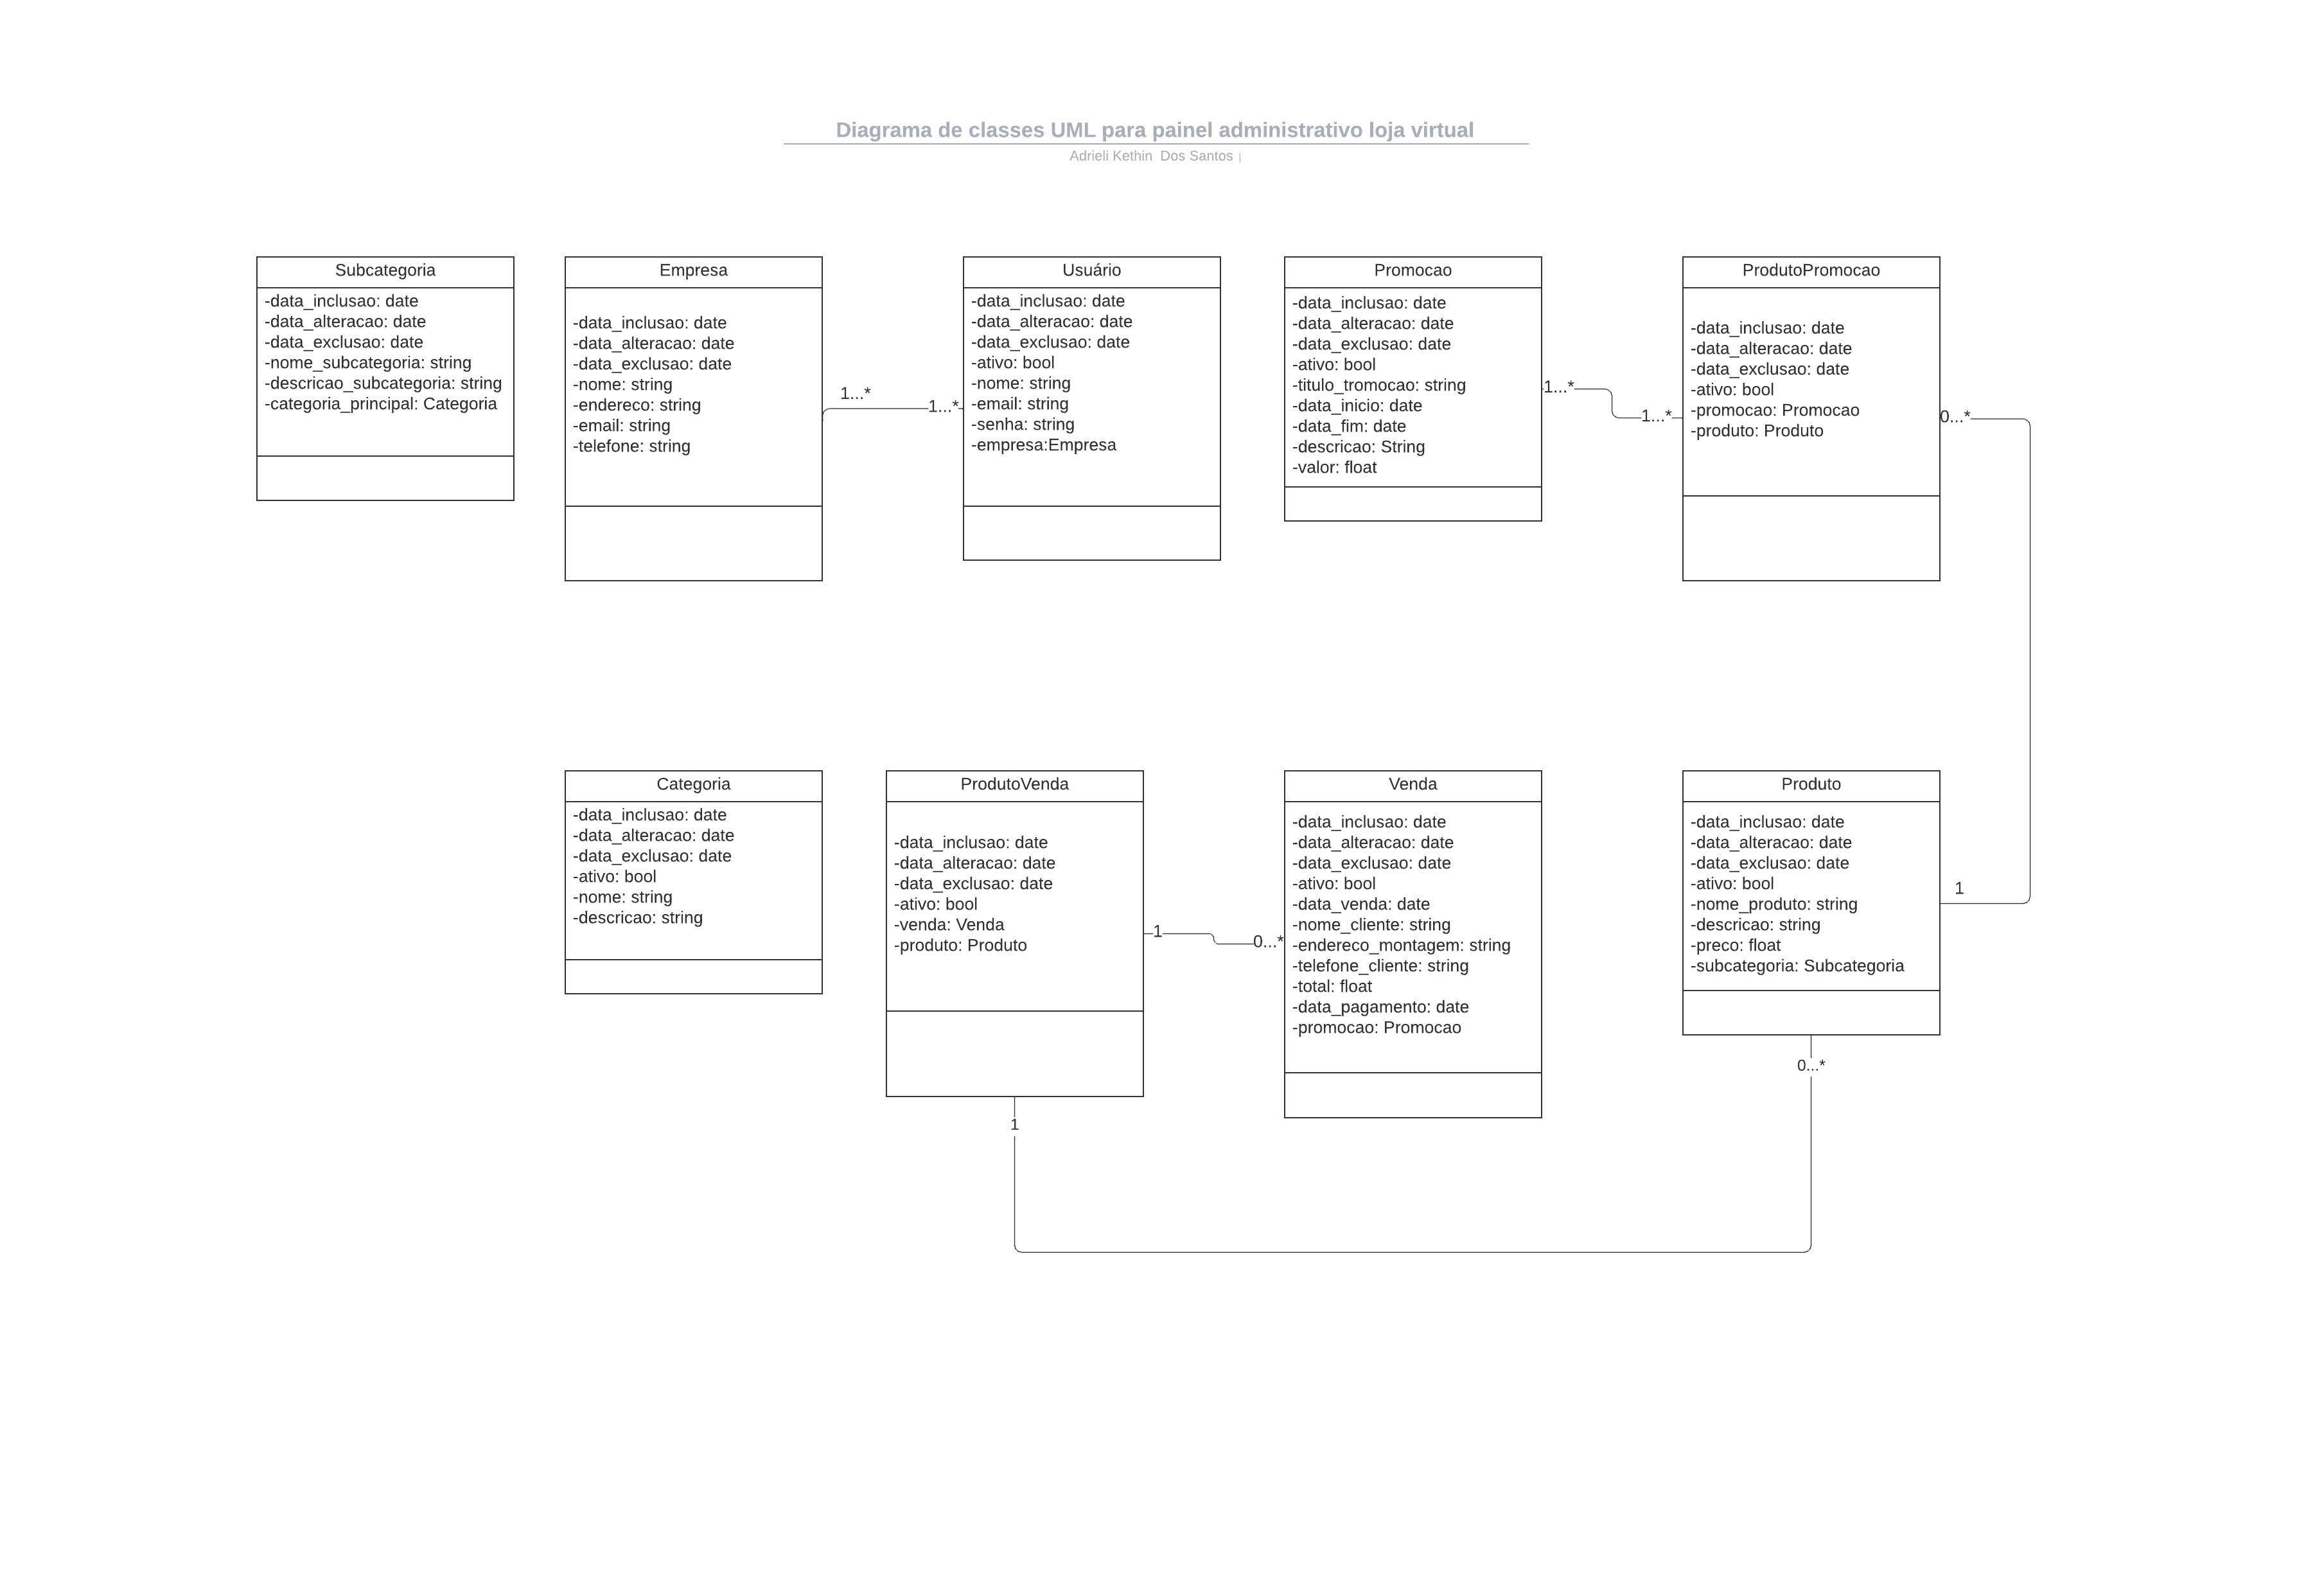 Diagrama de classes UML para painel administrativo loja virtual
Adrieli Kethin  Dos Santos |
Subcategoria
-data_inclusao: date
-data_alteracao: date
-data_exclusao: date
-nome_subcategoria: string
-descricao_subcategoria: string
-categoria_principal: Categoria
Empresa
-data_inclusao: date
-data_alteracao: date
-data_exclusao: date
-nome: string
-endereco: string
-email: string
-telefone: string
1...*
1...*
Usuário
-data_inclusao: date
-data_alteracao: date
-data_exclusao: date
-ativo: bool
-nome: string
-email: string
-senha: string
-empresa:Empresa
Promocao
-data_inclusao: date
-data_alteracao: date
-data_exclusao: date
-ativo: bool
-titulo_tromocao: string
-data_inicio: date
-data_fim: date
-descricao: String
-valor: float
1...*
1...*
ProdutoPromocao
-data_inclusao: date
-data_alteracao: date
-data_exclusao: date
-ativo: bool
-promocao: Promocao
-produto: Produto
0...*
Categoria
-data_inclusao: date
-data_alteracao: date
-data_exclusao: date
-ativo: bool
-nome: string
-descricao: string
ProdutoVenda
-data_inclusao: date
-data_alteracao: date
-data_exclusao: date
-ativo: bool
-venda: Venda
-produto: Produto
1
0...*
Venda
-data_inclusao: date
-data_alteracao: date
-data_exclusao: date
-ativo: bool
-data_venda: date
-nome_cliente: string
-endereco_montagem: string
-telefone_cliente: string
-total: float
-data_pagamento: date
-promocao: Promocao
Produto
-data_inclusao: date
-data_alteracao: date
-data_exclusao: date
-ativo: bool
-nome_produto: string
-descricao: string
-preco: float
-subcategoria: Subcategoria
1
0...*
1